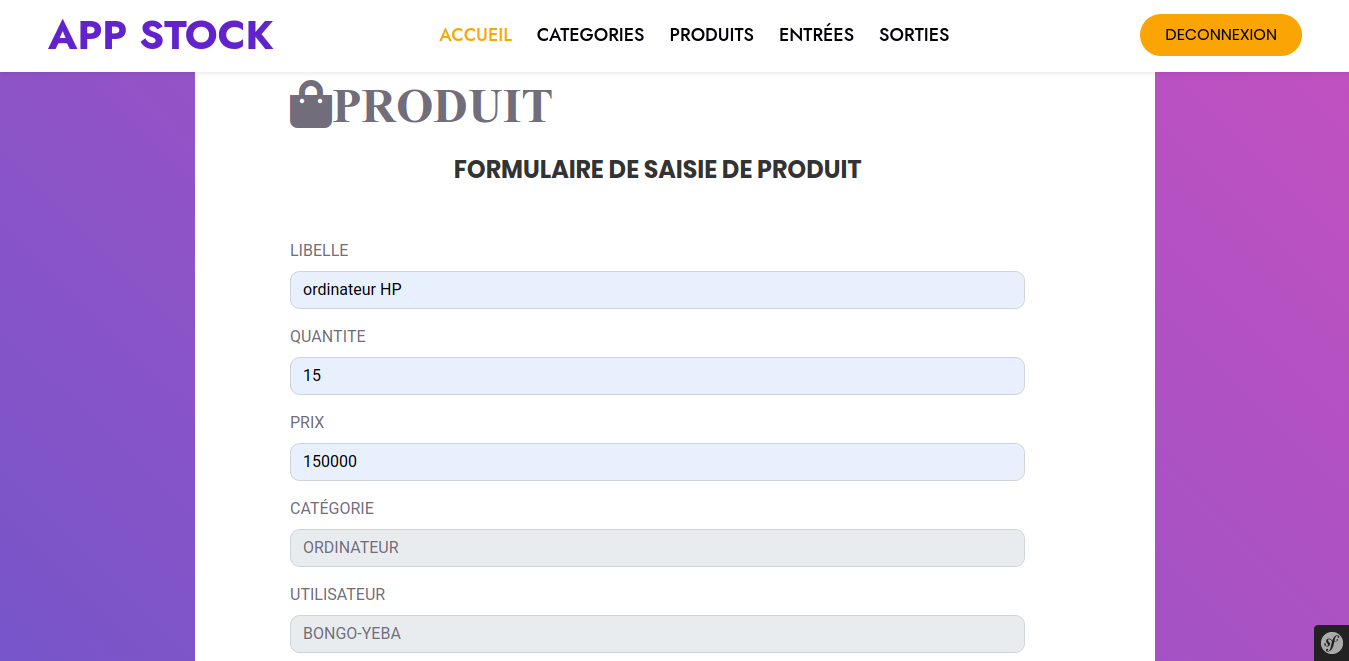 APP STOCK
ACCUEIL CATEGORIES PRODUITS ENTRÉES SORTIES
DECONNEXION
PRODUIT
FORMULAIRE DE SAISIE DE PRODUIT
LIBELLE
ordinateur HP
QUANTITE
15
PRIX
150000
CATÉGORIE
ORDINATEUR
UTILISATEUR
BONGO-YEBA
sf